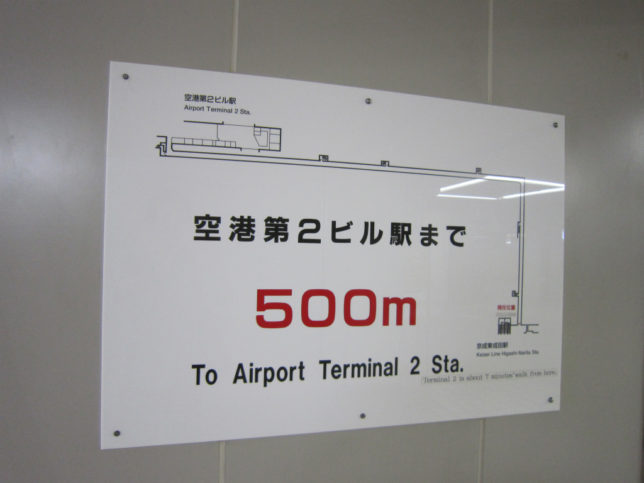 空港第2ビル駅
Airport Terminal 2 Sta.
空港第2ビル駅まで
500m
現在位置
京成東成田駅
Keisei Line Higashi-Narita Sta.
To Airport Terminal 2 Sta.
Terminal 2 is about 7 minutes' walk from here.